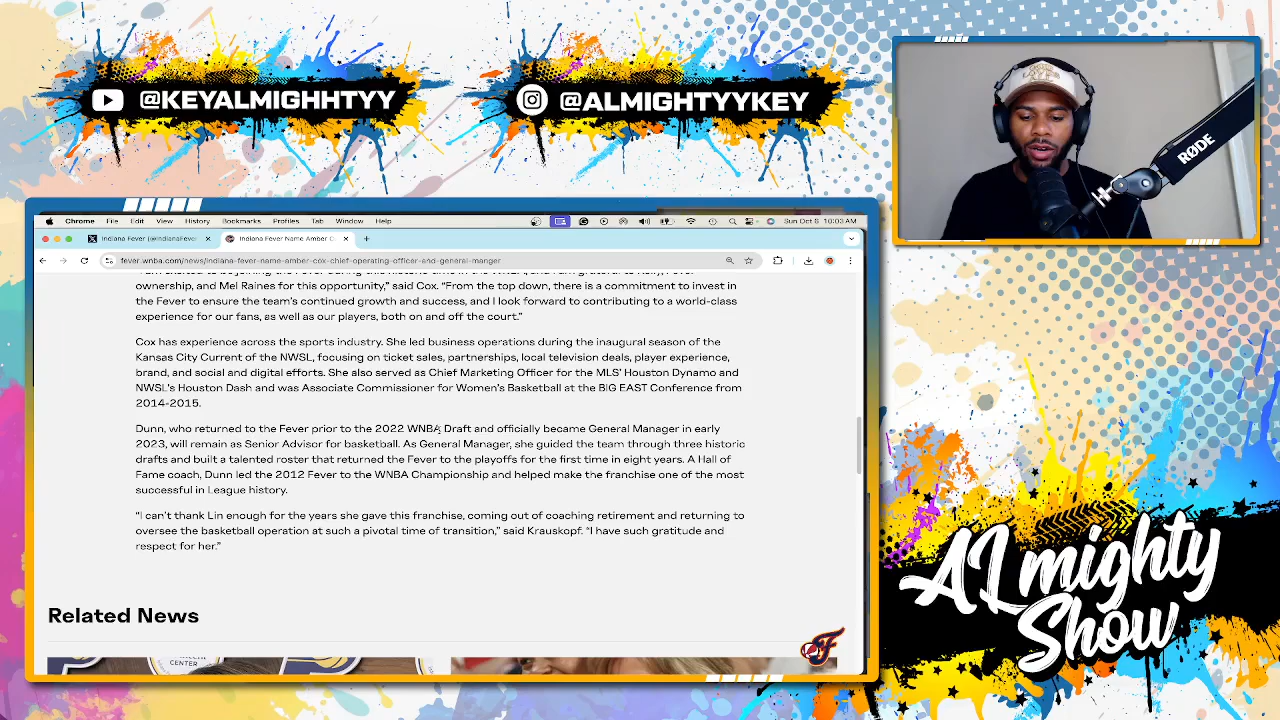 @KEYALMIGHHTYY
@ALMIGHTYYKEY
RØDE
Chrome File Edit View History Bookmarks Profiles Tab Window Help
Sun Oct 6 10:03 AM
Indiana Fever (@IndianaFever
Indiana Fever Name Amber C
fever.wnba.com/news/indiana-fever-name-amber-cox-chief-operating-officer-and-general-manger
ownership, and Mel Raines for this opportunity,” said Cox. “From the top down, there is a commitment to invest in
the Fever to ensure the team’s continued growth and success, and I look forward to contributing to a world-class
experience for our fans, as well as our players, both on and off the court.”
Cox has experience across the sports industry. She led business operations during the inaugural season of the
Kansas City Current of the NWSL, focusing on ticket sales, partnerships, local television deals, player experience,
brand, and social and digital efforts. She also served as Chief Marketing Officer for the MLS’ Houston Dynamo and
NWSL’s Houston Dash and was Associate Commissioner for Women’s Basketball at the BIG EAST Conference from
2014-2015.
Dunn, who returned to the Fever prior to the 2022 WNBA Draft and officially became General Manager in early
2023, will remain as Senior Advisor for basketball. As General Manager, she guided the team through three historic
drafts and built a talented roster that returned the Fever to the playoffs for the first time in eight years. A Hall of
Fame coach, Dunn led the 2012 Fever to the WNBA Championship and helped make the franchise one of the most
successful in League history.
“I can’t thank Lin enough for the years she gave this franchise, coming out of coaching retirement and returning to
oversee the basketball operation at such a pivotal time of transition,” said Krauskopf. “I have such gratitude and
respect for her.”
Related News
CENTER
ALmighty
Show